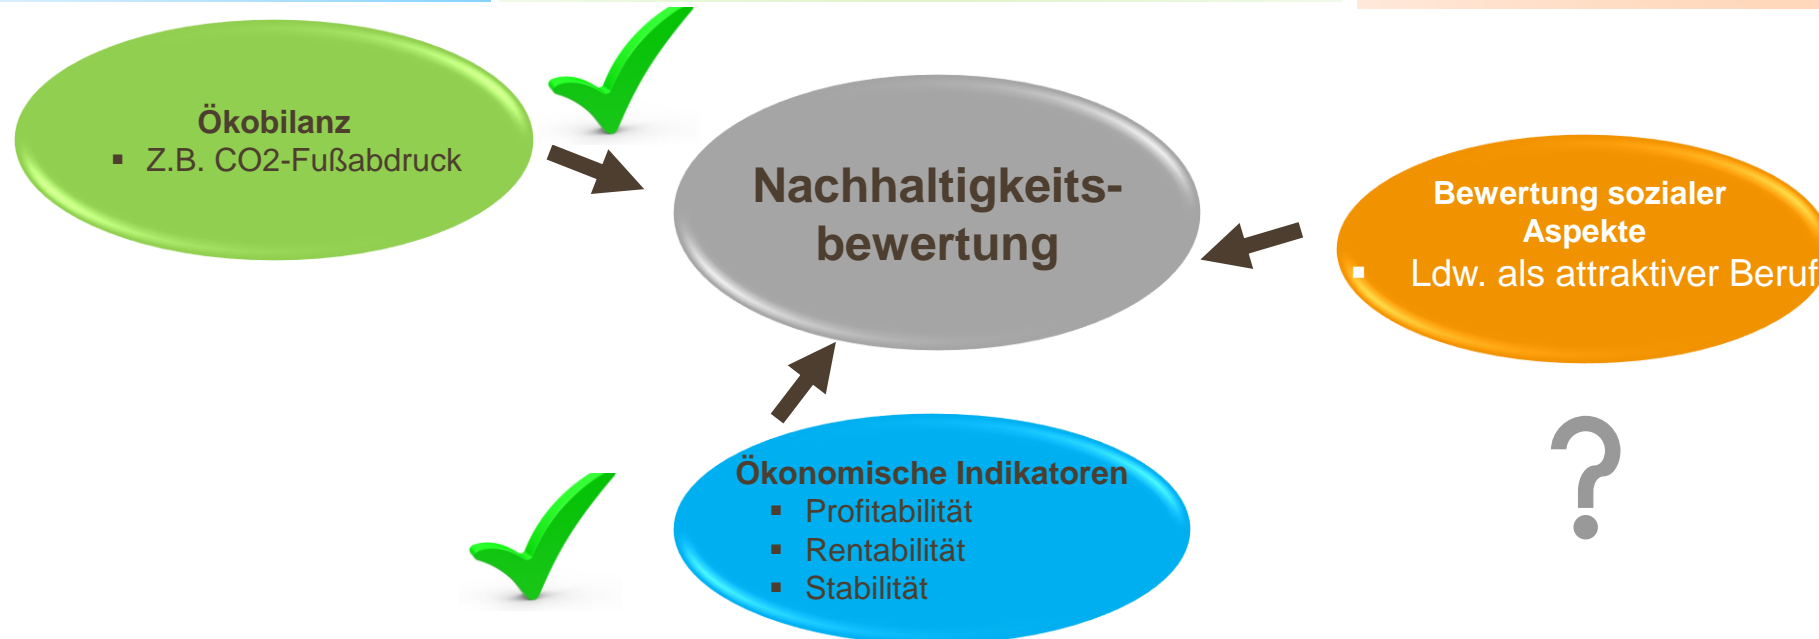 Ökobilanz
▪ Z.B. CO2-Fußabdruck
Nachhaltigkeits-
bewertung
Bewertung sozialer
Aspekte
▪ Ldw. als attraktiver Beruf
Ökonomische Indikatoren
▪ Profitabilität
▪ Rentabilität
▪ Stabilität
?